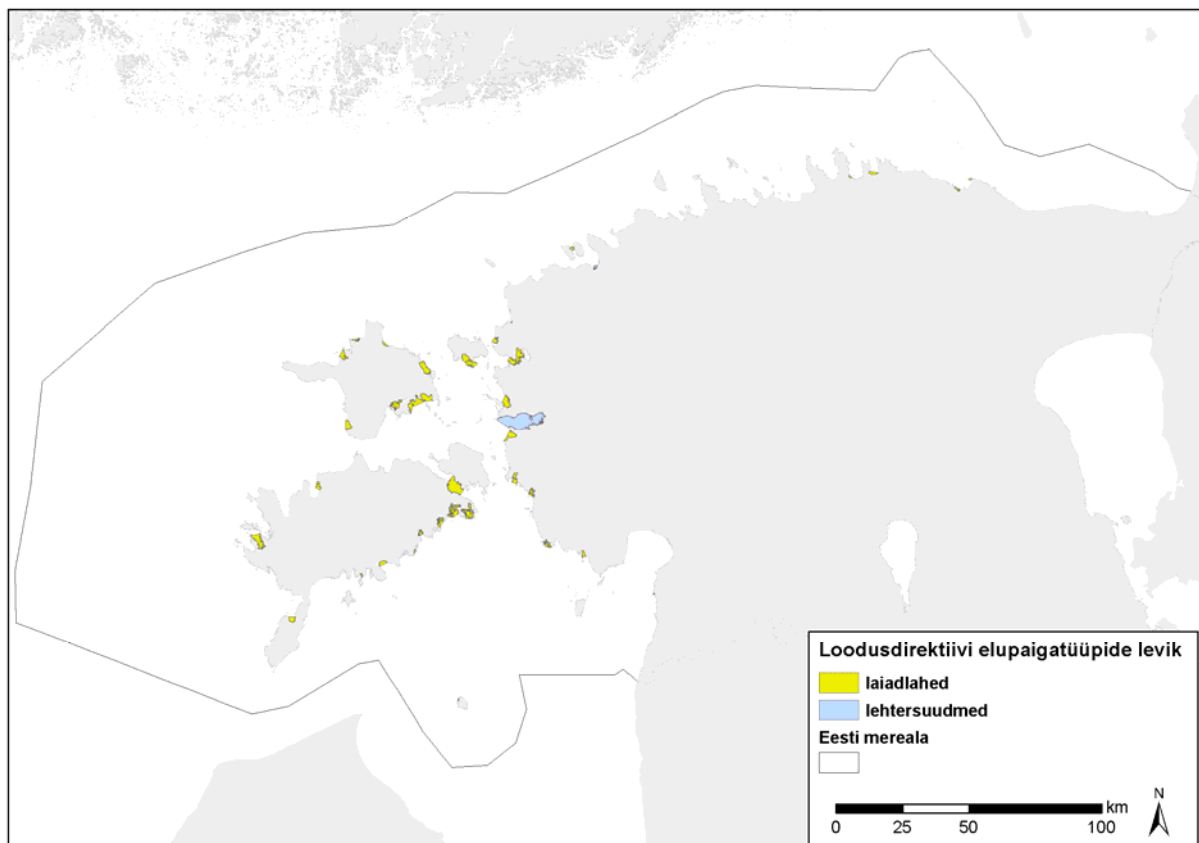 Loodusdirektiivi elupaigatüüpide levik
laiadlahed
lehtersuudmed
Eesti mereala
km
0 25 50 100
N